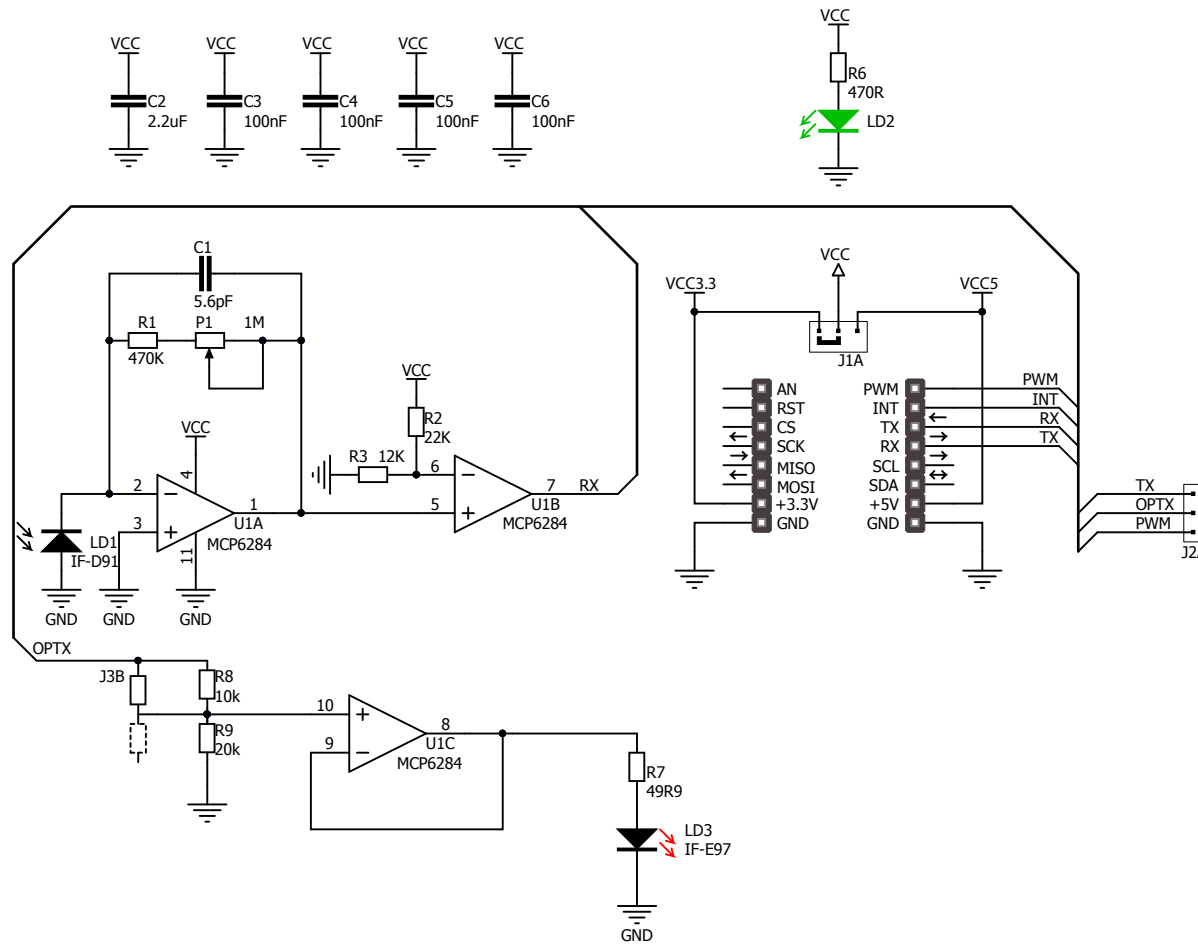 VCC VCC VCC VCC VCC VCC
C2 C3 C4 C5 C6
2.2uF 100nF 100nF 100nF 100nF
R6
470R
LD2
C1
5.6pF
R1 P1 1M
470K
VCC
R2
22K
R3 12K
VCC
4
2
3
1
U1A
MCP6284
11
LD1
IF-D91
GND GND GND
6
5
7
RX
U1B
MCP6284
VCC
VCC3.3 VCC5
J1A
AN PWM PWM
RST INT INT
CS TX RX
SCK RX TX
MISO SCL
MOSI SDA
+3.3V +5V
GND GND
TX
OPTX
PWM
J2
OPTX
J3B
R8
10k
R9
20k
10
9
8
U1C
MCP6284
R7
49R9
LD3
IF-E97
GND